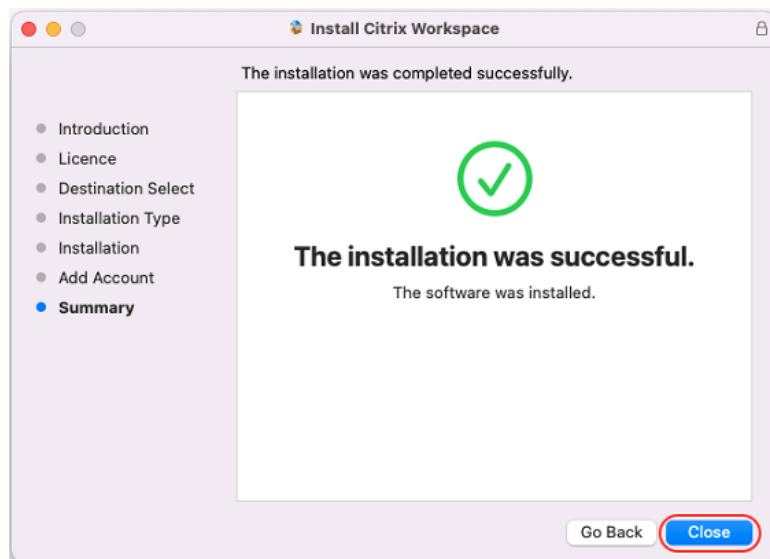 Install Citrix Workspace
The installation was completed successfully.
Introduction
Licence
Destination Select
Installation Type
Installation
Add Account
Summary
The installation was successful.
The software was installed.
Go Back
Close